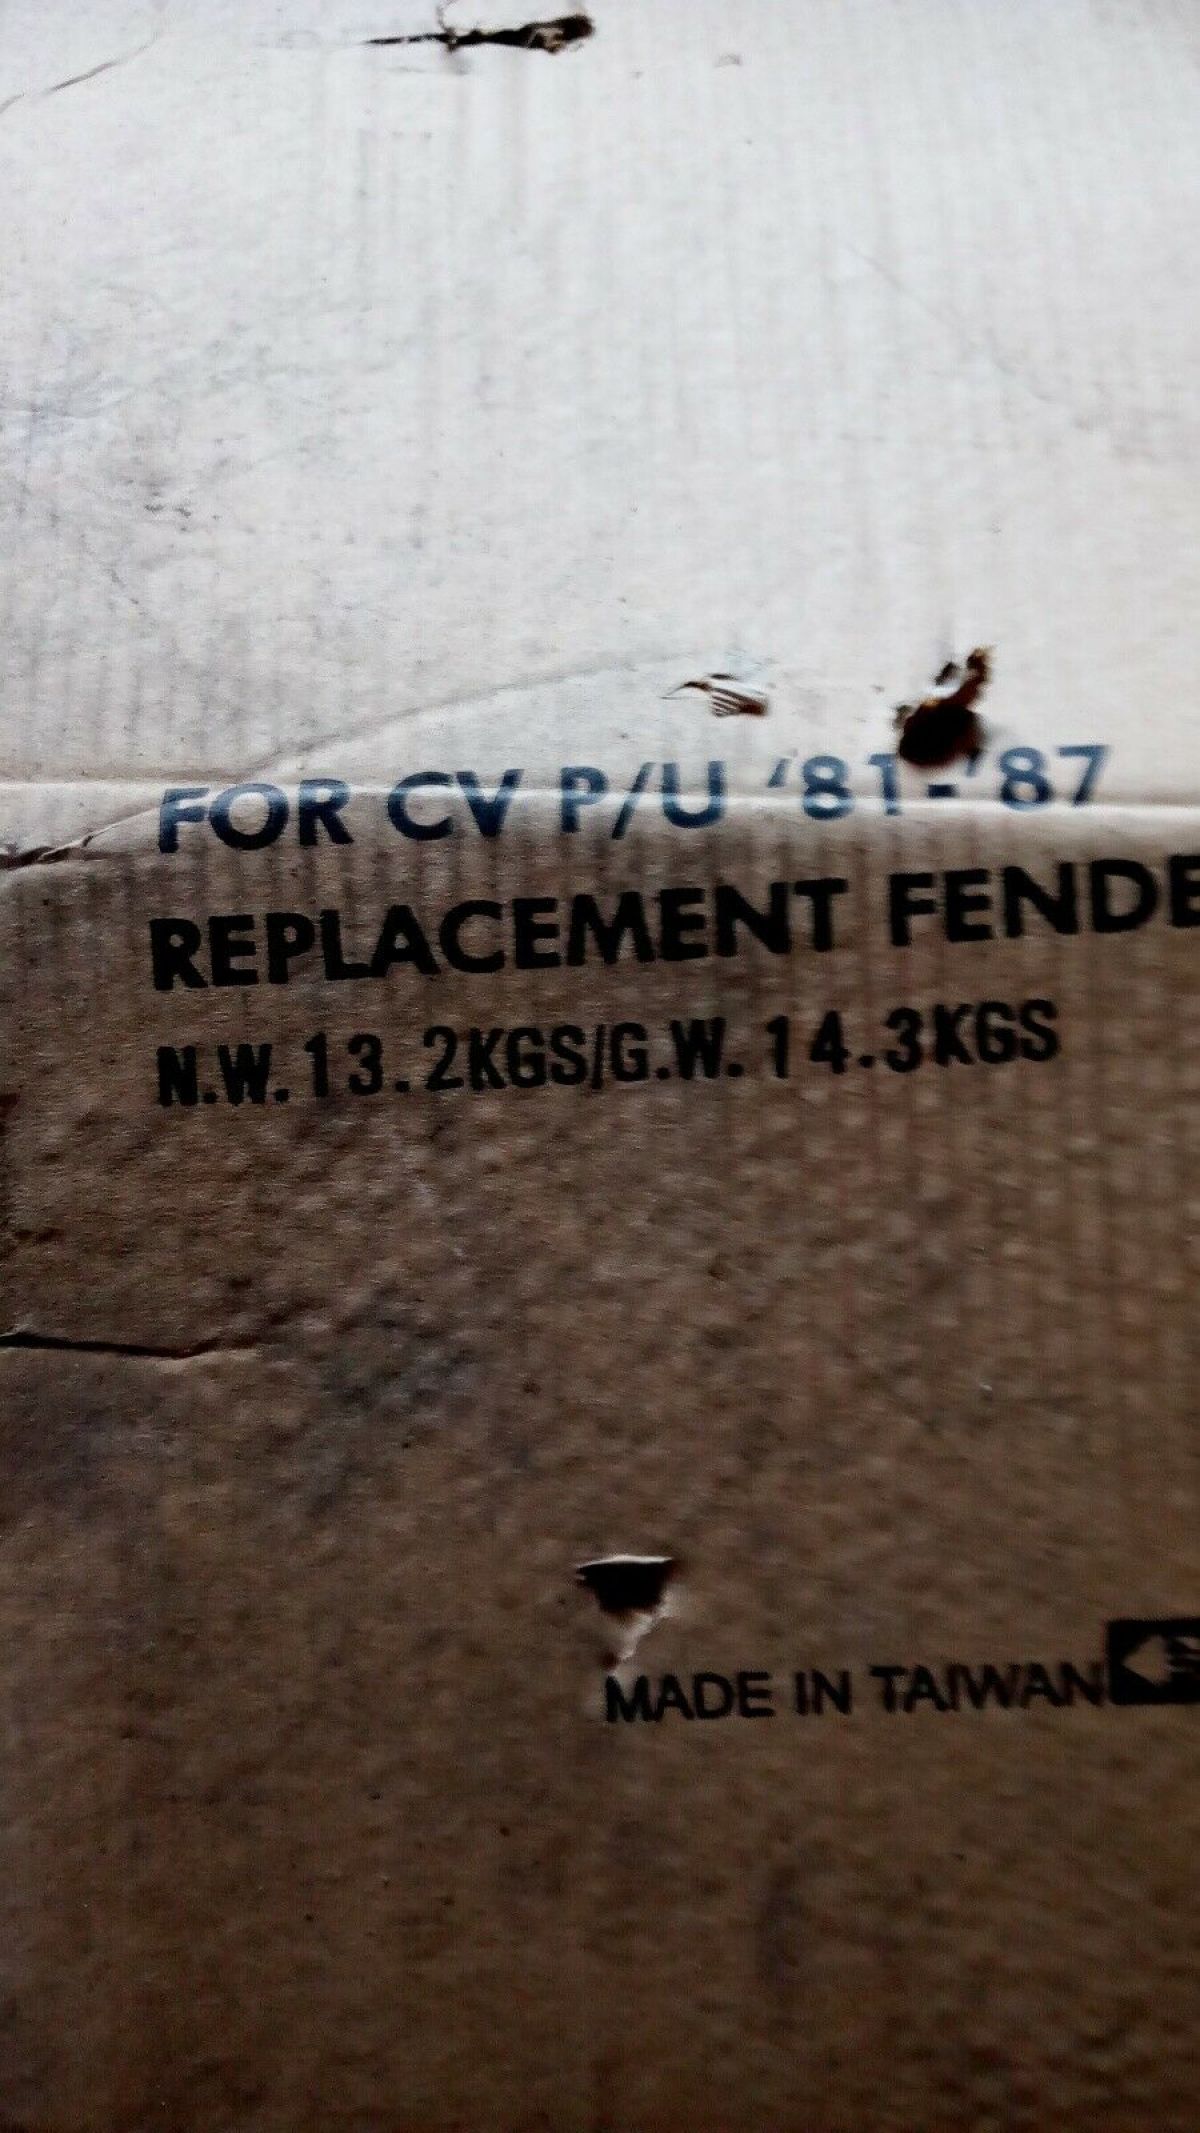 FOR CV P/U '81-'87
REPLACEMENT FENDE
N.W.13.2KGS/G.W.14.3KGS
MADE IN TAIWAN